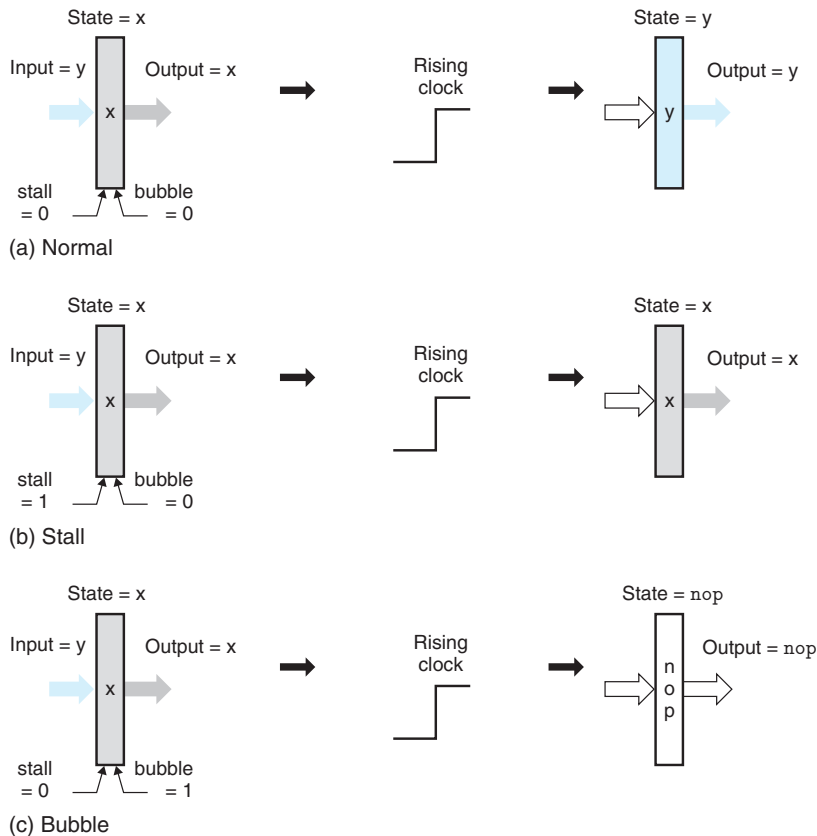 State = x
State = y
Input = y
Output = x
Rising
clock
Output = y
x
y
stall
= 0
bubble
= 0
(a) Normal
State = x
State = x
Input = y
Output = x
Rising
clock
Output = x
x
x
stall
= 1
bubble
= 0
(b) Stall
State = x
State = nop
Input = y
Output = x
Rising
clock
Output = nop
x
n
o
p
stall
= 0
bubble
= 1
(c) Bubble